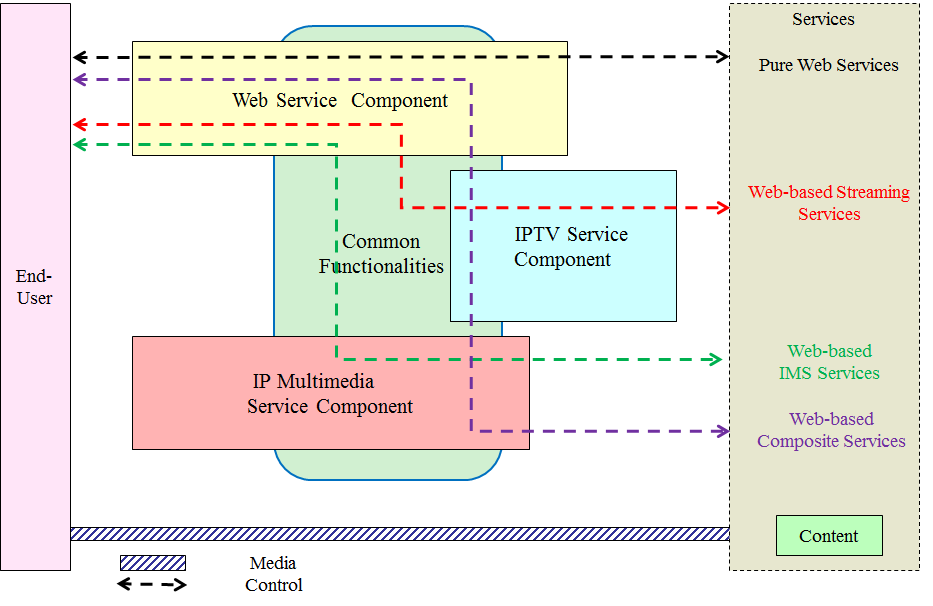 Services
Pure Web Services
Web Service Component
Web-based Streaming
Services
IPTV Service
Component
Common
Functionalities
End-
User
Web-based
IMS Services
IP Multimedia
Service Component
Web-based
Composite Services
Content
Media
Control